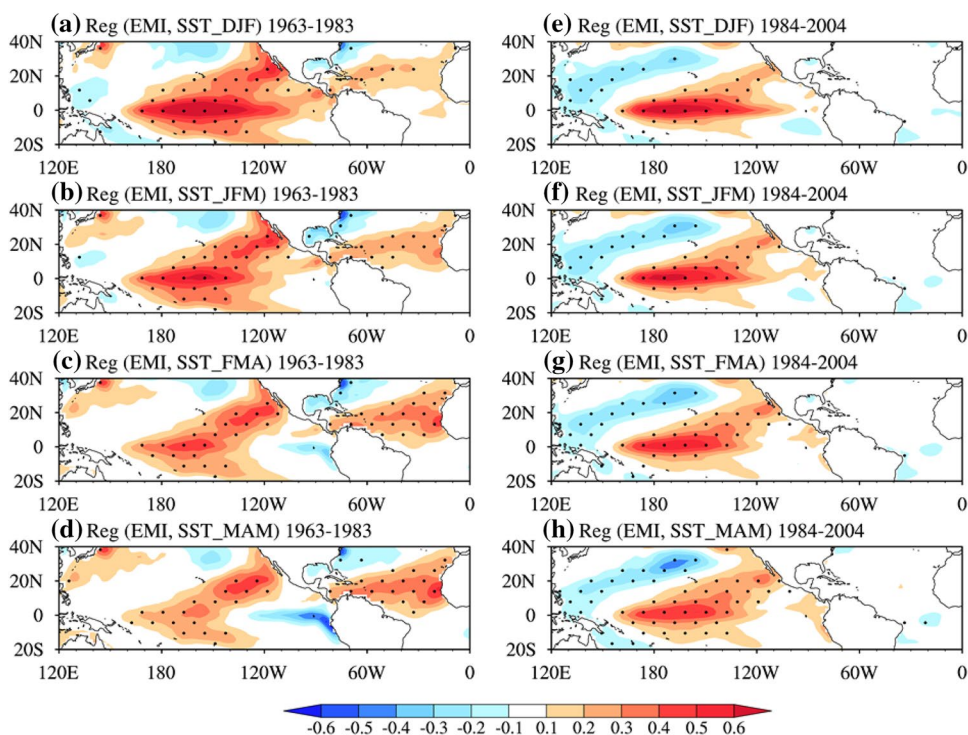 (a) Reg (EMI, SST_DJF) 1963-1983
40N
20N
0
20S
120E 180 120W 60W 0
(b) Reg (EMI, SST_JFM) 1963-1983
40N
20N
0
20S
120E 180 120W 60W 0
(c) Reg (EMI, SST_FMA) 1963-1983
40N
20N
0
20S
120E 180 120W 60W 0
(d) Reg (EMI, SST_MAM) 1963-1983
40N
20N
0
20S
120E 180 120W 60W 0
(e) Reg (EMI, SST_DJF) 1984-2004
40N
20N
0
20S
120E 180 120W 60W 0
(f) Reg (EMI, SST_JFM) 1984-2004
40N
20N
0
20S
120E 180 120W 60W 0
(g) Reg (EMI, SST_FMA) 1984-2004
40N
20N
0
20S
120E 180 120W 60W 0
(h) Reg (EMI, SST_MAM) 1984-2004
40N
20N
0
20S
120E 180 120W 60W 0
-0.6 -0.5 -0.4 -0.3 -0.2 -0.1 0.1 0.2 0.3 0.4 0.5 0.6